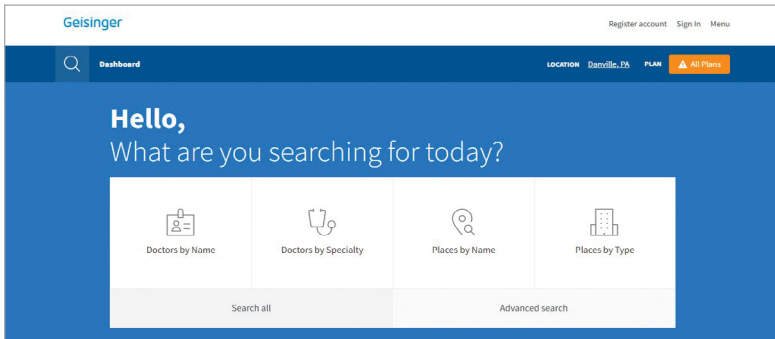 Geisinger
Register account Sign In Menu
Dashboard
LOCATION Danville, PA PLAN All Plans
Hello,
What are you searching for today?
Doctors by Name Doctors by Specialty Places by Name Places by Type
Search all Advanced search